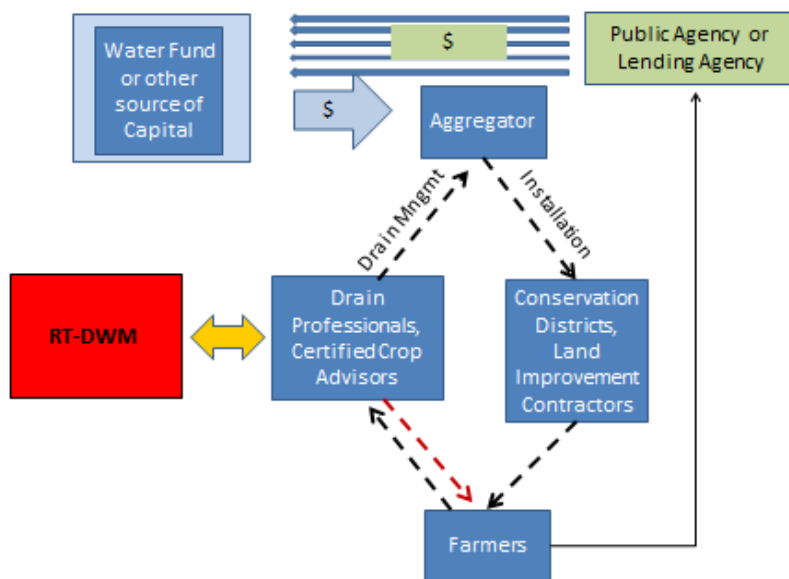 Water Fund
or other
source of
Capital
$
$
Public Agency or
Lending Agency
Aggregator
Drain Mngmt
Installation
RT-DWM
Drain
Professionals,
Certified Crop
Advisors
Conservation
Districts,
Land
Improvement
Contractors
Farmers